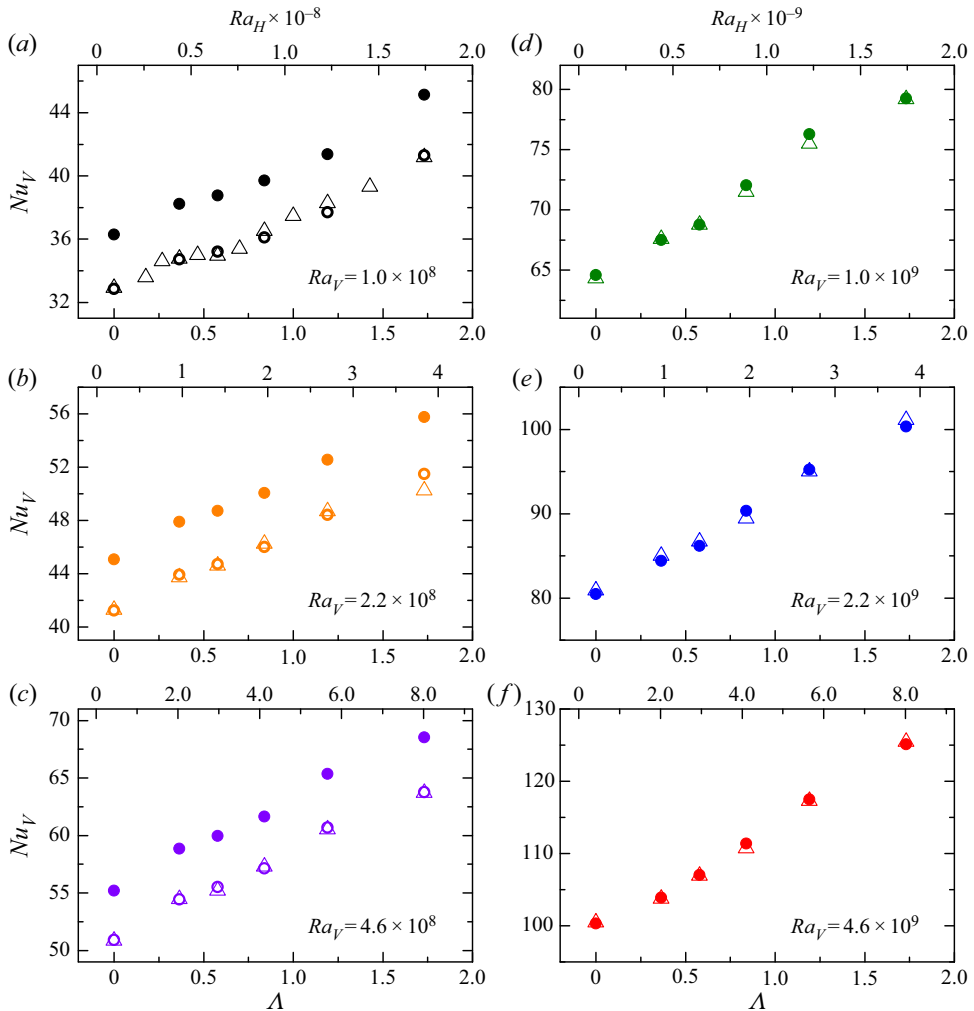 Ra_H × 10^–8
(a) 0 0.5 1.0 1.5 2.0
Nu_V
44
40
36
32
Ra_V = 1.0 × 10^8
0 0.5 1.0 1.5 2.0
(b) 0 1 2 3 4
Nu_V
56
52
48
44
40
Ra_V = 2.2 × 10^8
0 0.5 1.0 1.5 2.0
(c) 0 2.0 4.0 6.0 8.0
Nu_V
70
65
60
55
50
Ra_V = 4.6 × 10^8
0 0.5 1.0 1.5 2.0
Λ
Ra_H × 10^–9
(d) 0 0.5 1.0 1.5 2.0
80
75
70
65
Ra_V = 1.0 × 10^9
0 0.5 1.0 1.5 2.0
(e) 0 1 2 3 4
100
90
80
Ra_V = 2.2 × 10^9
0 0.5 1.0 1.5 2.0
(f) 0 2.0 4.0 6.0 8.0
130
120
110
100
Ra_V = 4.6 × 10^9
0 0.5 1.0 1.5 2.0
Λ